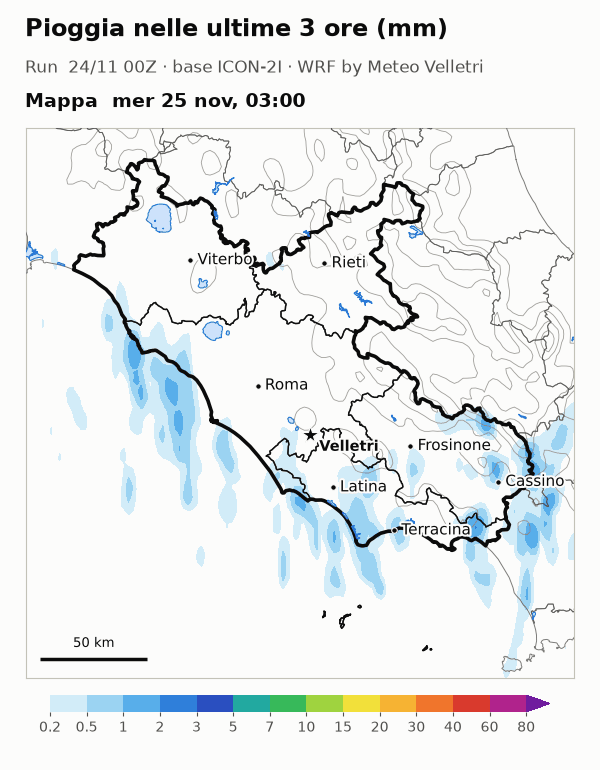 Pioggia nelle ultime 3 ore (mm)
Run  24/11 00Z · base ICON-2I · WRF by Meteo Velletri
Mappa  mer 25 nov, 03:00
Viterbo
Rieti
Roma
Velletri
Frosinone
Latina
Cassino
Terracina
50 km
0.2 0.5 1 2 3 5 7 10 15 20 30 40 60 80